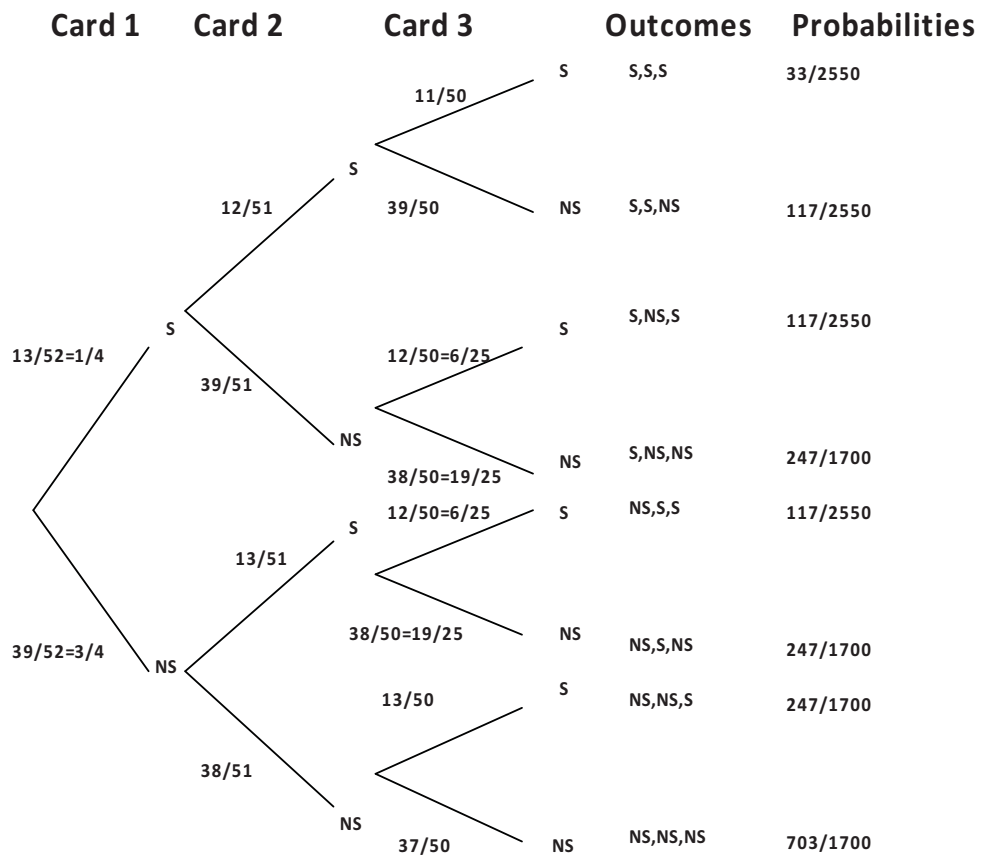 Card 1 Card 2 Card 3 Outcomes Probabilities
S S,S,S 33/2550
11/50
S
12/51 39/50 NS S,S,NS 117/2550
S S,NS,S 117/2550
S
13/52=1/4 12/50=6/25
39/51
NS
NS S,NS,NS 247/1700
38/50=19/25
12/50=6/25 S NS,S,S 117/2550
S
13/51
38/50=19/25 NS NS,S,NS 247/1700
39/52=3/4 NS
S NS,NS,S 247/1700
13/50
38/51
NS
37/50 NS NS,NS,NS 703/1700